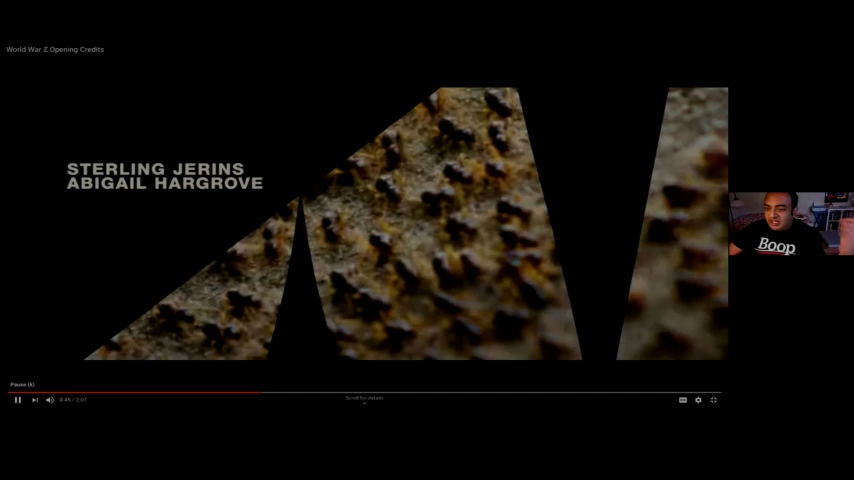 World War Z Opening Credits
STERLING JERINS
ABIGAIL HARGROVE
Boop
Pause (k)
0:45 / 2:07
Scroll for details